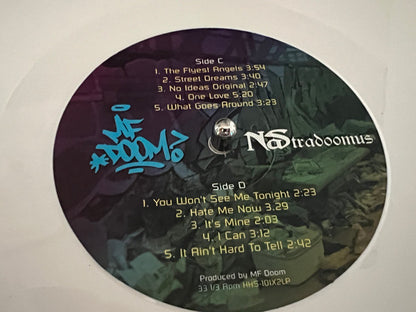 Side C
1. The Flyest Angels 3:54
2. Street Dreams 3:40
3. No Ideas Original 2:47
4. One Love 5:20
5. What Goes Around 3:23
MF
DOOM
NaStradoomus
Side D
1. You Won't See Me Tonight 2:23
2. Hate Me Now 3.29
3. It's Mine 2:03
4. I Can 3:12
5. It Ain't Hard To Tell 2:42
Produced by MF Doom
33 1/3 Rpm HHS-101X2LP